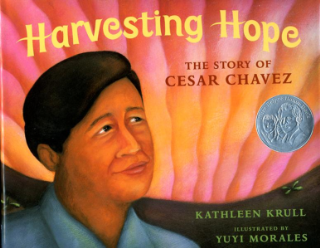 Harvesting Hope
THE STORY OF
CESAR CHAVEZ
KATHLEEN KRULL
ILLUSTRATED BY
YUYI MORALES